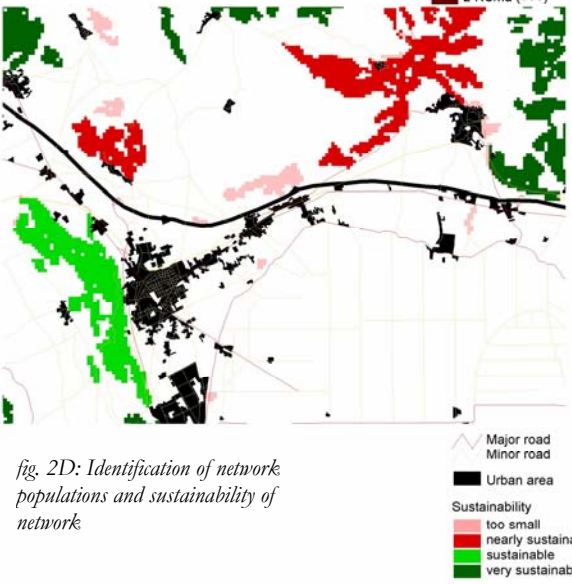 fig. 2D: Identification of network
populations and sustainability of
network
Major road
Minor road
Urban area
Sustainability
too small
nearly sustaina
sustainable
very sustainab